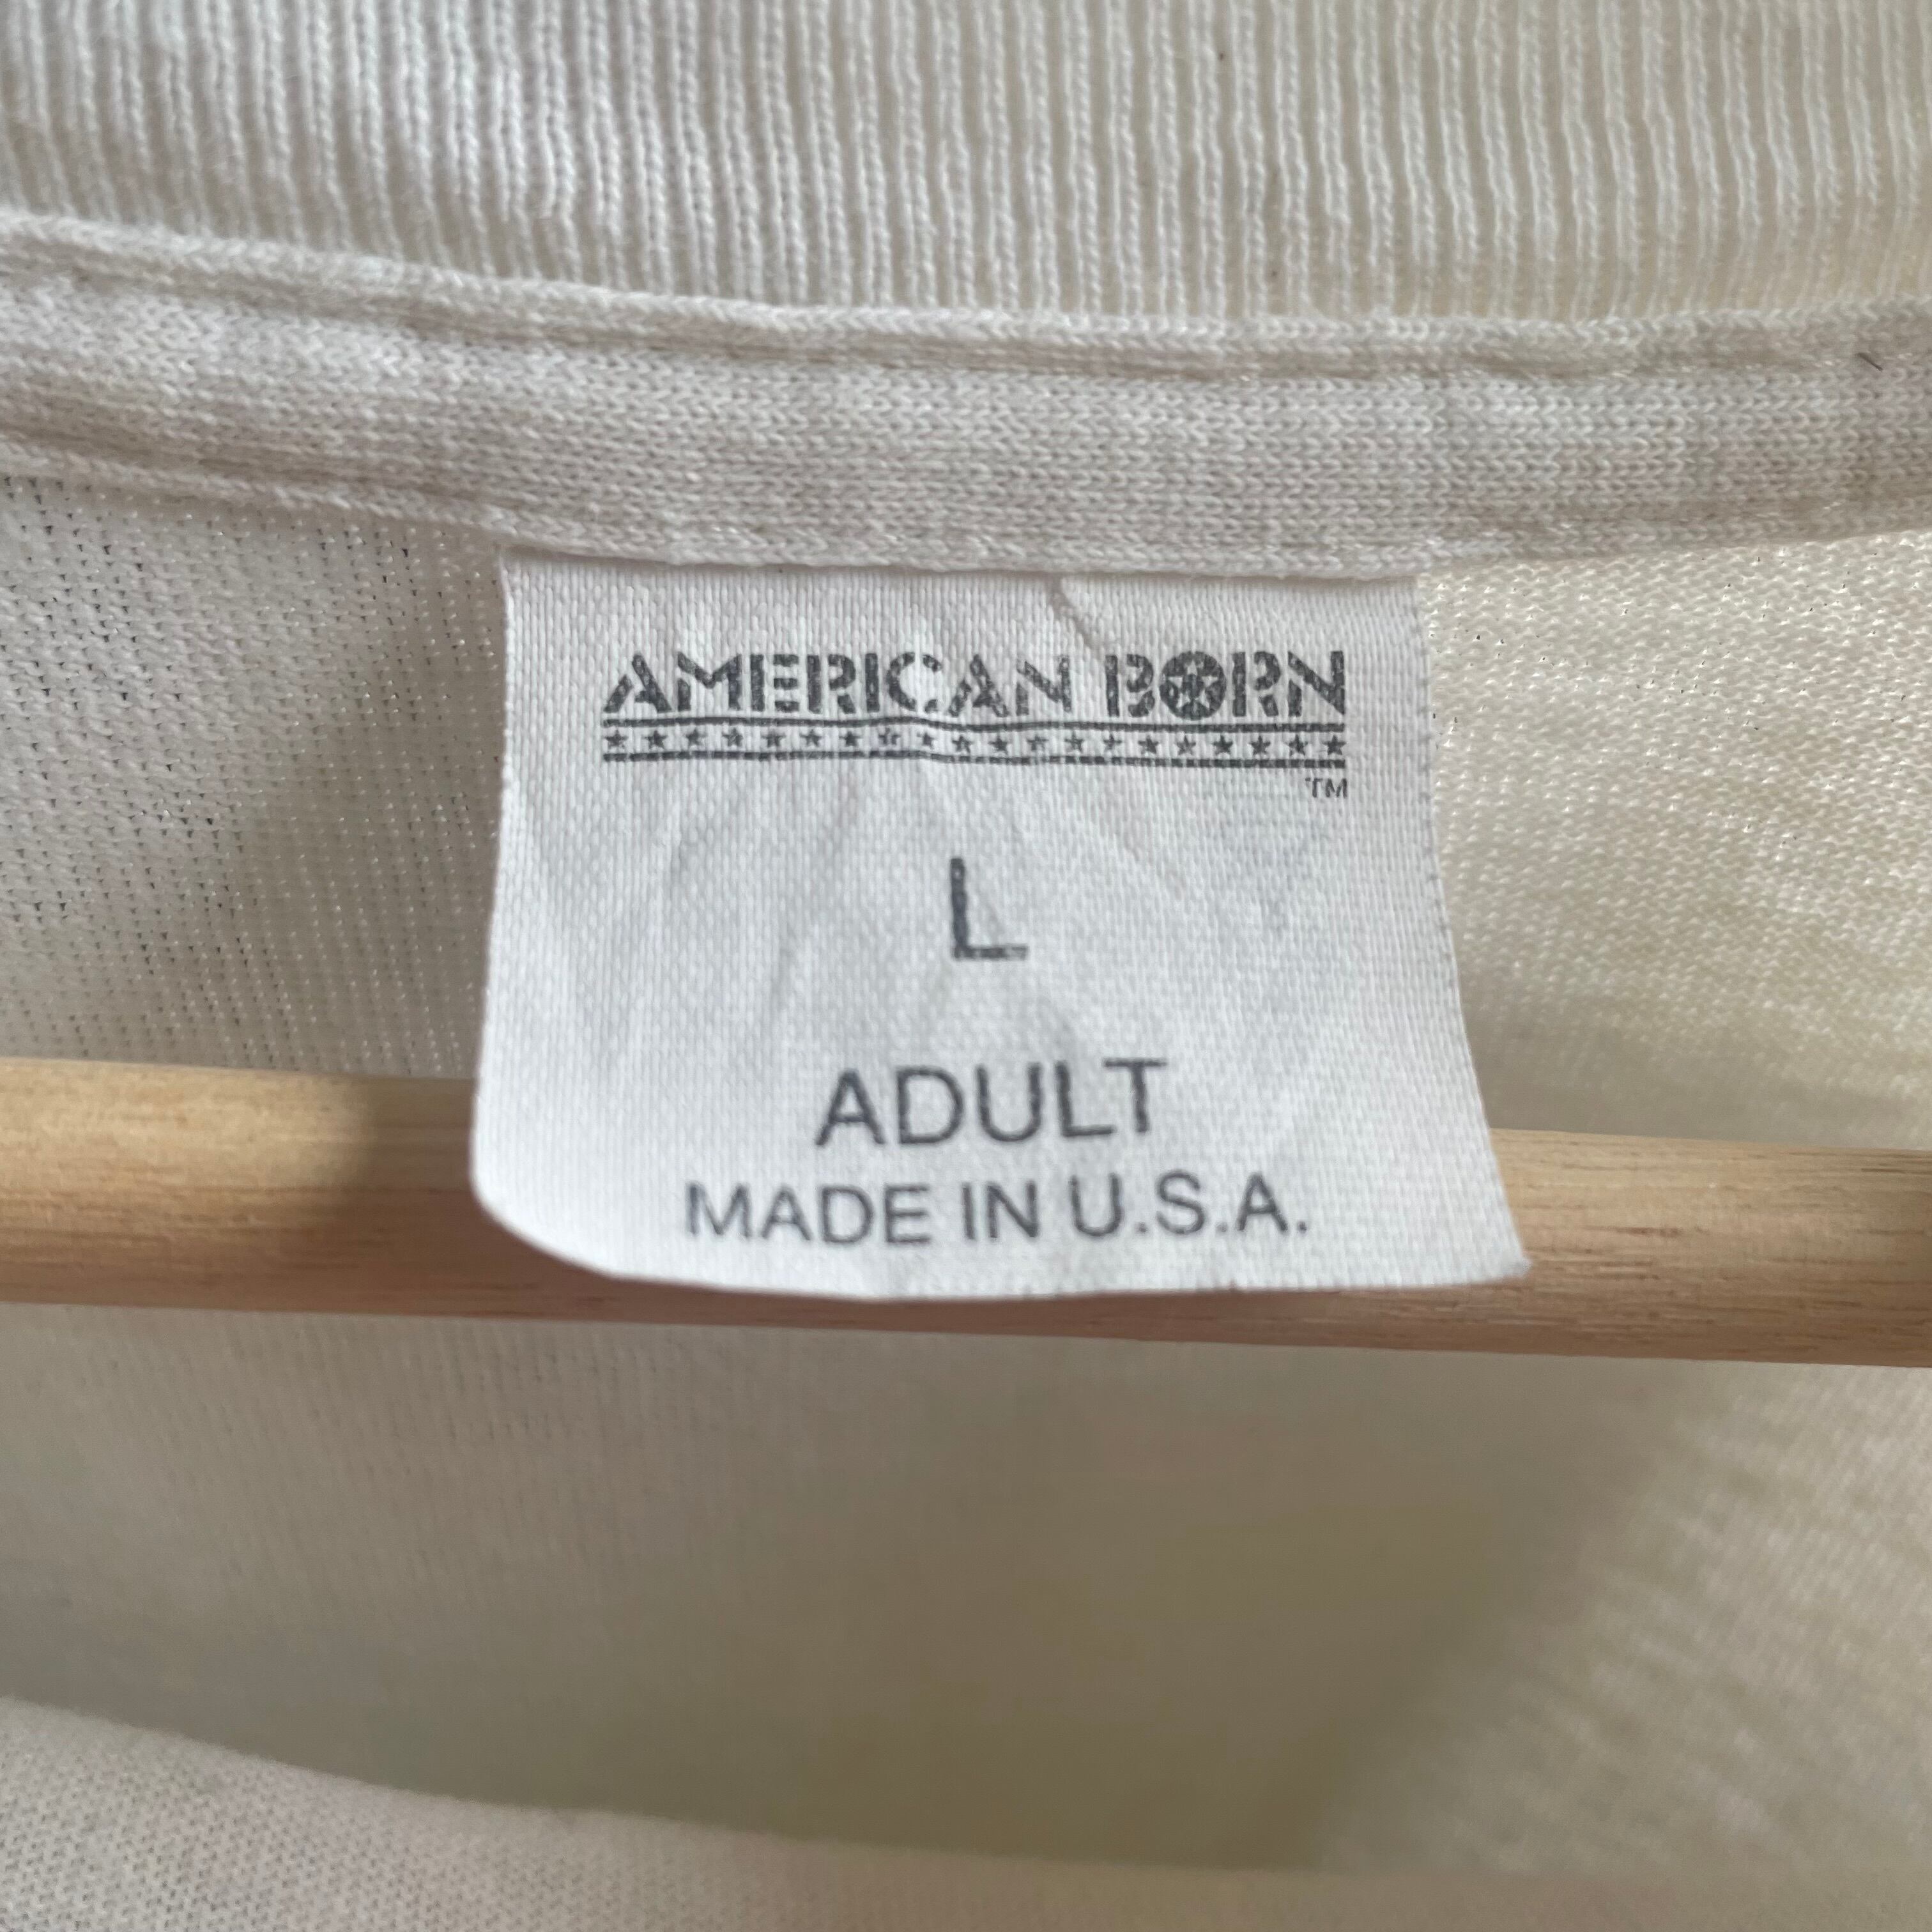 AMERICAN BORN
TM
L
ADULT
MADE IN U.S.A.